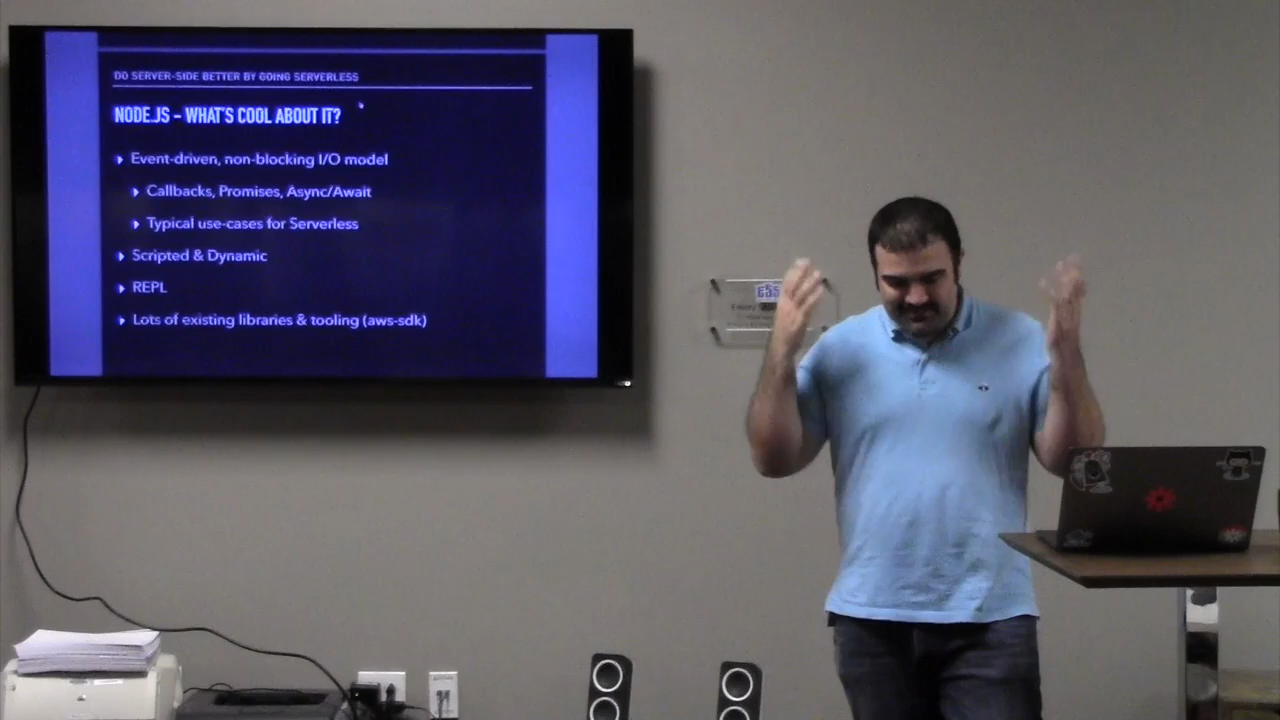 DO SERVER-SIDE BETTER BY GOING SERVERLESS
NODE.JS – WHAT'S COOL ABOUT IT?
Event-driven, non-blocking I/O model
Callbacks, Promises, Async/Await
Typical use-cases for Serverless
Scripted & Dynamic
REPL
Lots of existing libraries & tooling (aws-sdk)